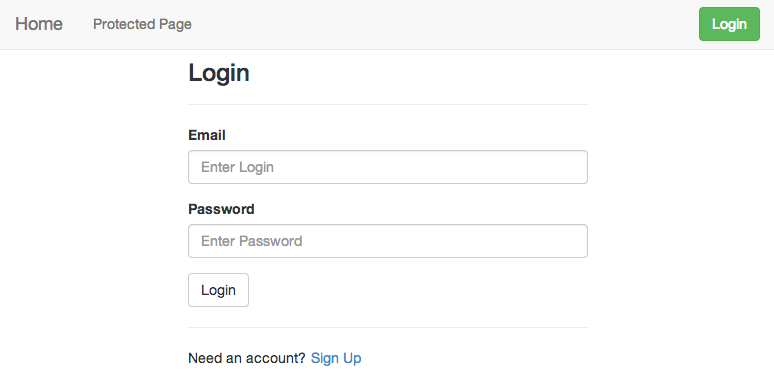 Home Protected Page Login
Login
Email
Enter Login
Password
Enter Password
Login
Need an account? Sign Up